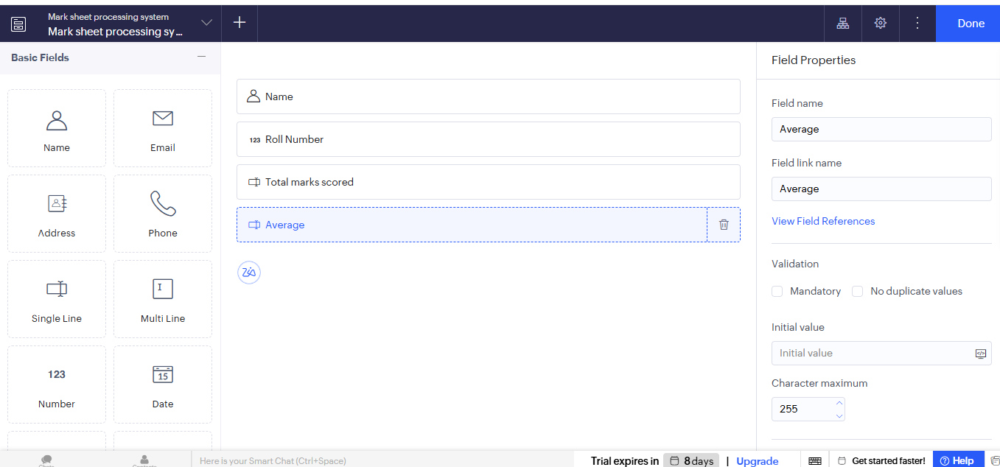 Mark sheet processing system
Mark sheet processing sy...
Done
Basic Fields
Name
Email
Address
Phone
Single Line
Multi Line
123
Number
15
Date
Name
123 Roll Number
Total marks scored
Average
Zia
Field Properties
Field name
Average
Field link name
Average
View Field References
Validation
Mandatory
No duplicate values
Initial value
Initial value
Character maximum
255
Chats
Contacts
Here is your Smart Chat (Ctrl+Space)
Trial expires in 8 days | Upgrade
Get started faster!
Help